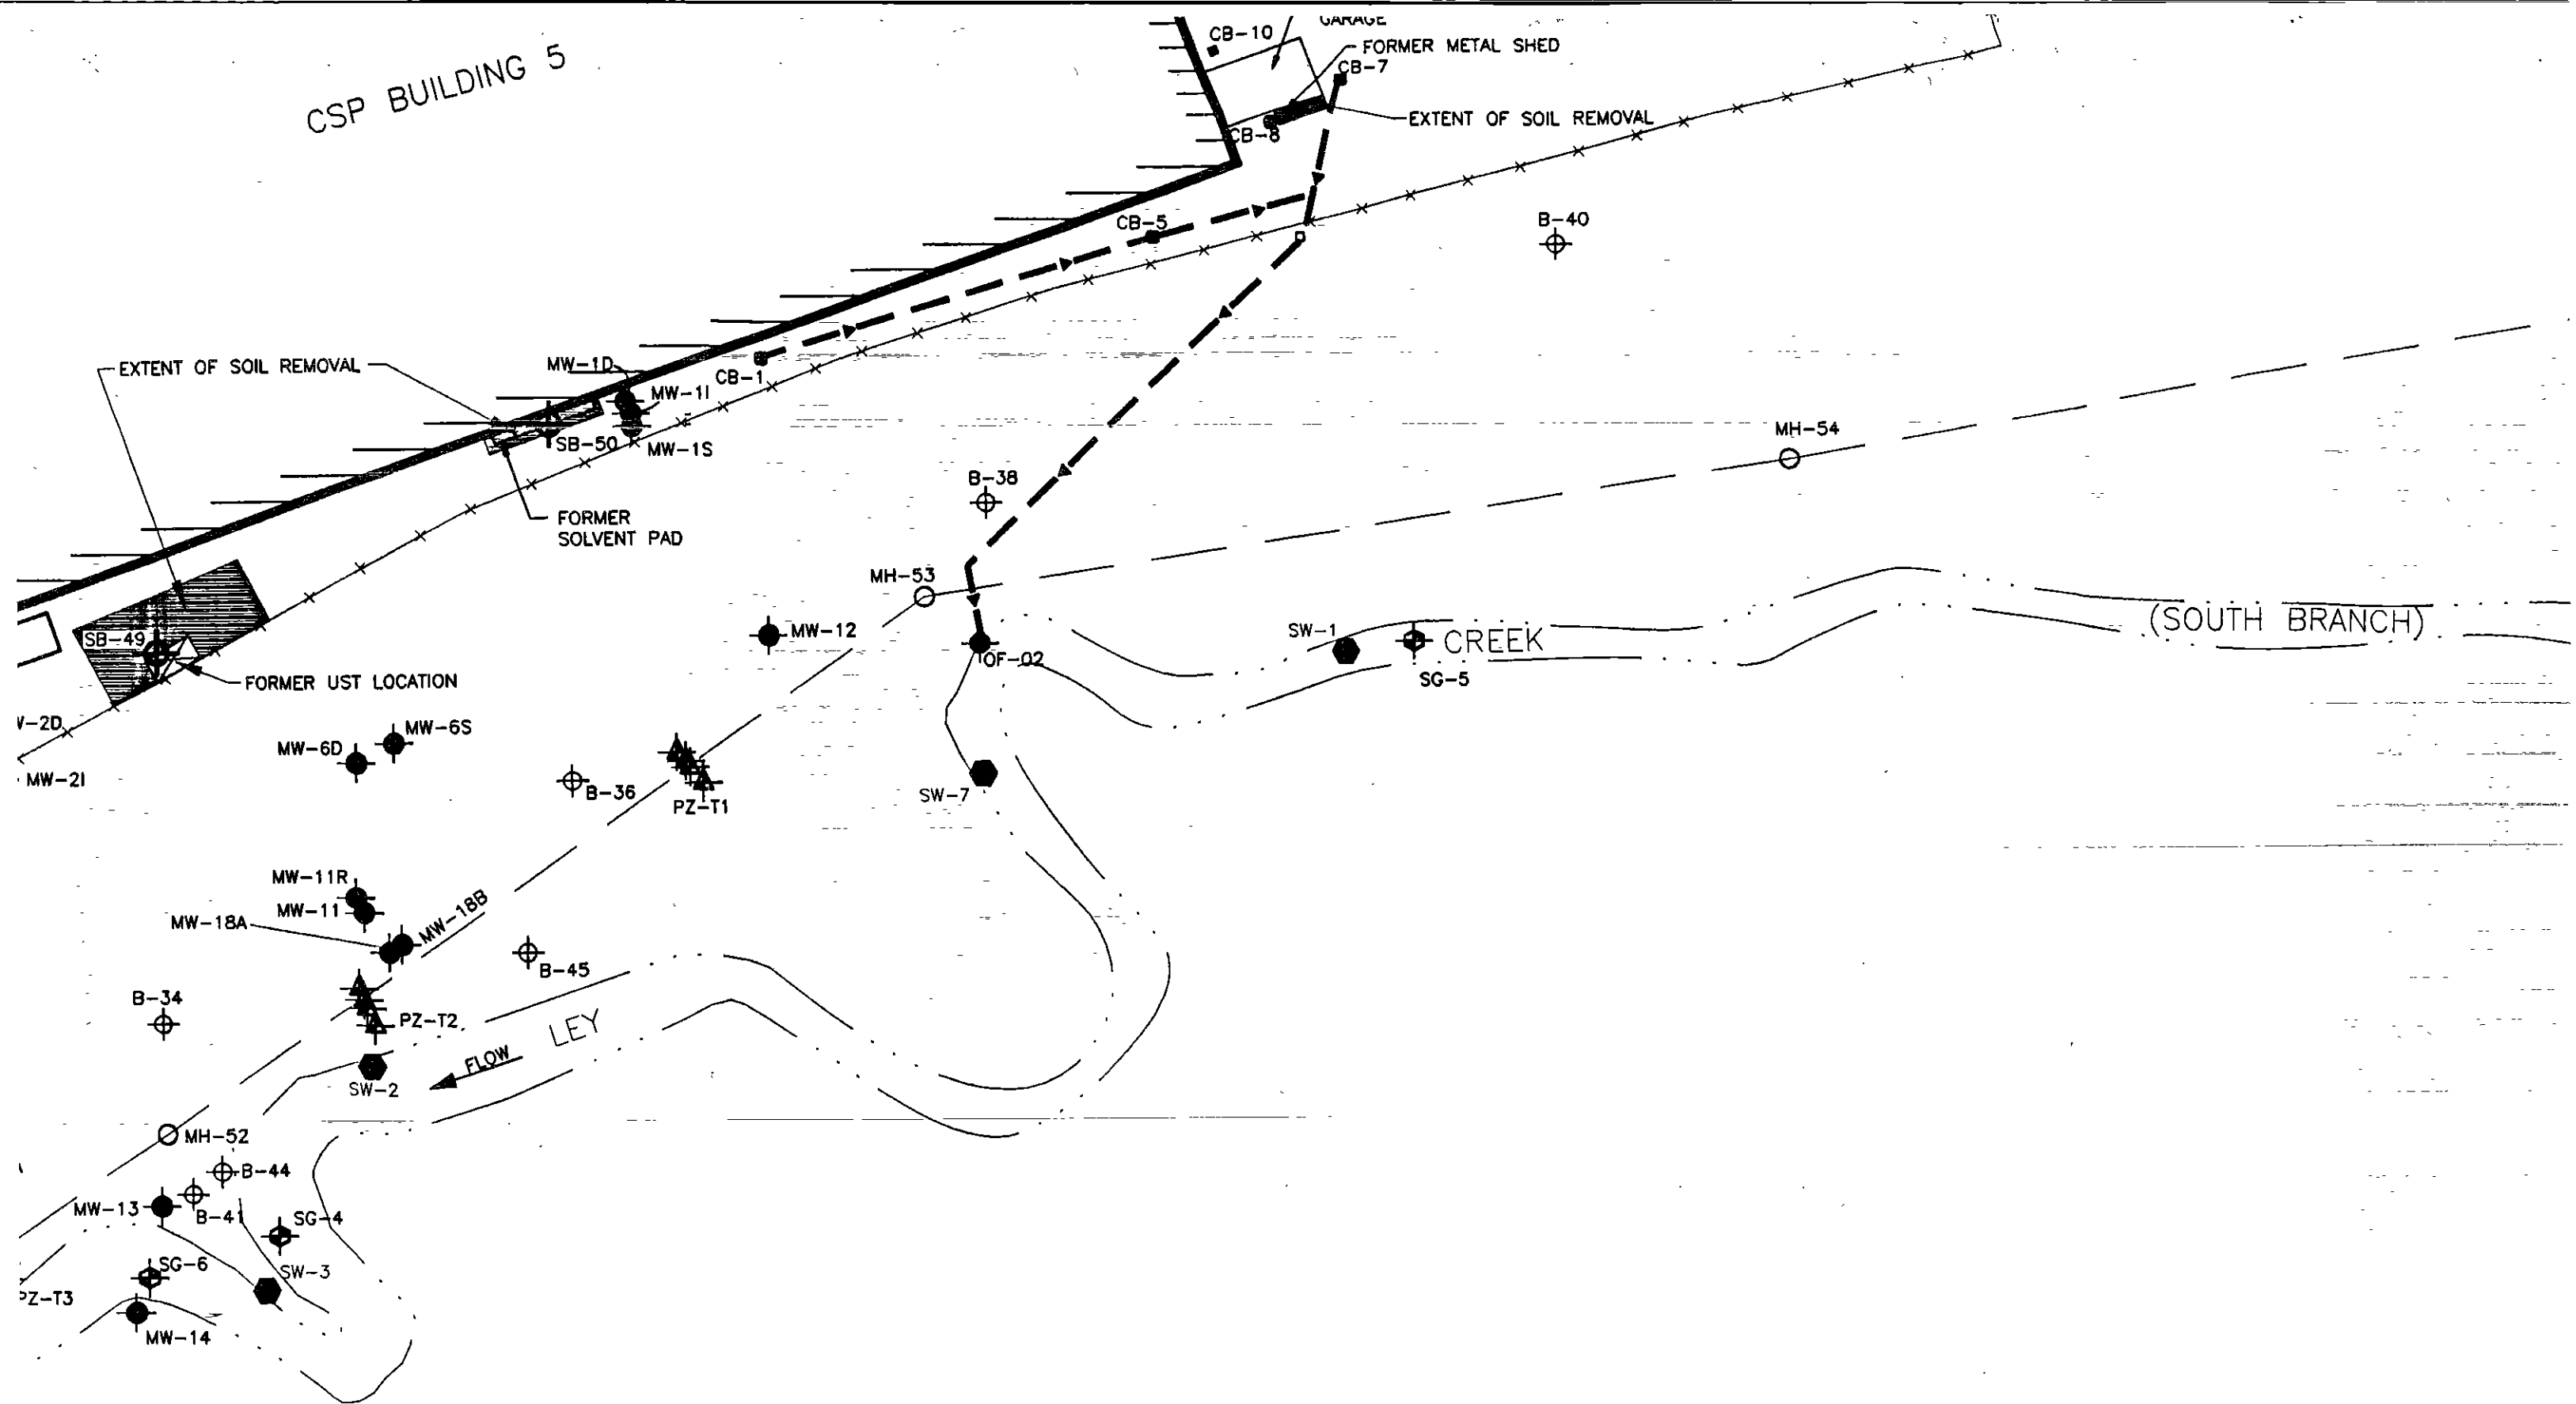 GARAGE
CB-10
FORMER METAL SHED
CSP BUILDING 5
CB-7
EXTENT OF SOIL REMOVAL
CB-8
B-40
CB-5
EXTENT OF SOIL REMOVAL
MW-1D
CB-1
MW-1I
MH-54
SB-50
MW-1S
B-38
FORMER
SOLVENT PAD
MH-53
(SOUTH BRANCH)
MW-12
SW-1
CREEK
SB-49
OF-02
SG-5
FORMER UST LOCATION
V-2D
MW-6S
MW-6D
MW-2I
B-36
SW-7
PZ-T1
MW-11R
MW-11
MW-18B
MW-18A
B-45
B-34
PZ-T2
LEY
FLOW
SW-2
MH-52
B-44
MW-13
B-41
SG-4
SG-6
SW-3
PZ-T3
MW-14